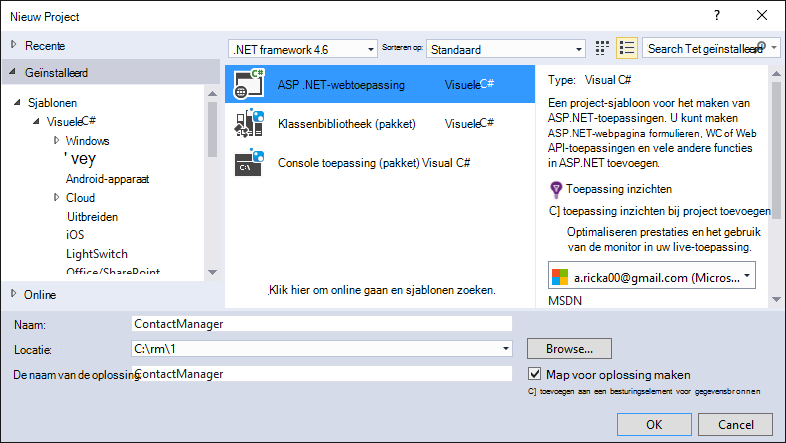 Nieuw Project
Recente
Geïnstalleerd
Sjablonen
Visuele C#
Windows
' vey
Android-apparaat
Cloud
Uitbreiden
iOS
LightSwitch
Office/SharePoint
Online
.NET framework 4.6 Sorteren op: Standaard
ASP .NET-webtoepassing Visuele C#
Klassenbibliotheek (pakket) Visuele C#
Console toepassing (pakket) Visual C#
Klik hier om online gaan en sjablonen zoeken.
Search Tet geïnstalleerd
Type: Visual C#
Een project-sjabloon voor het maken van
ASP.NET-toepassingen. U kunt maken
ASP.NET-webpagina formulieren, WC of Web
API-toepassingen en vele andere functies
in ASP.NET toevoegen.
Toepassing inzichten
C] toepassing inzichten bij project toevoegen
Optimaliseren prestaties en het gebruik
van de monitor in uw live-toepassing.
a.ricka00@gmail.com (Micros...
MSDN
Naam: ContactManager
Locatie: C:\rm\1 Browse...
De naam van de oplossing: ContactManager
Map voor oplossing maken
C] toevoegen aan een besturingselement voor gegevensbronnen
OK Cancel